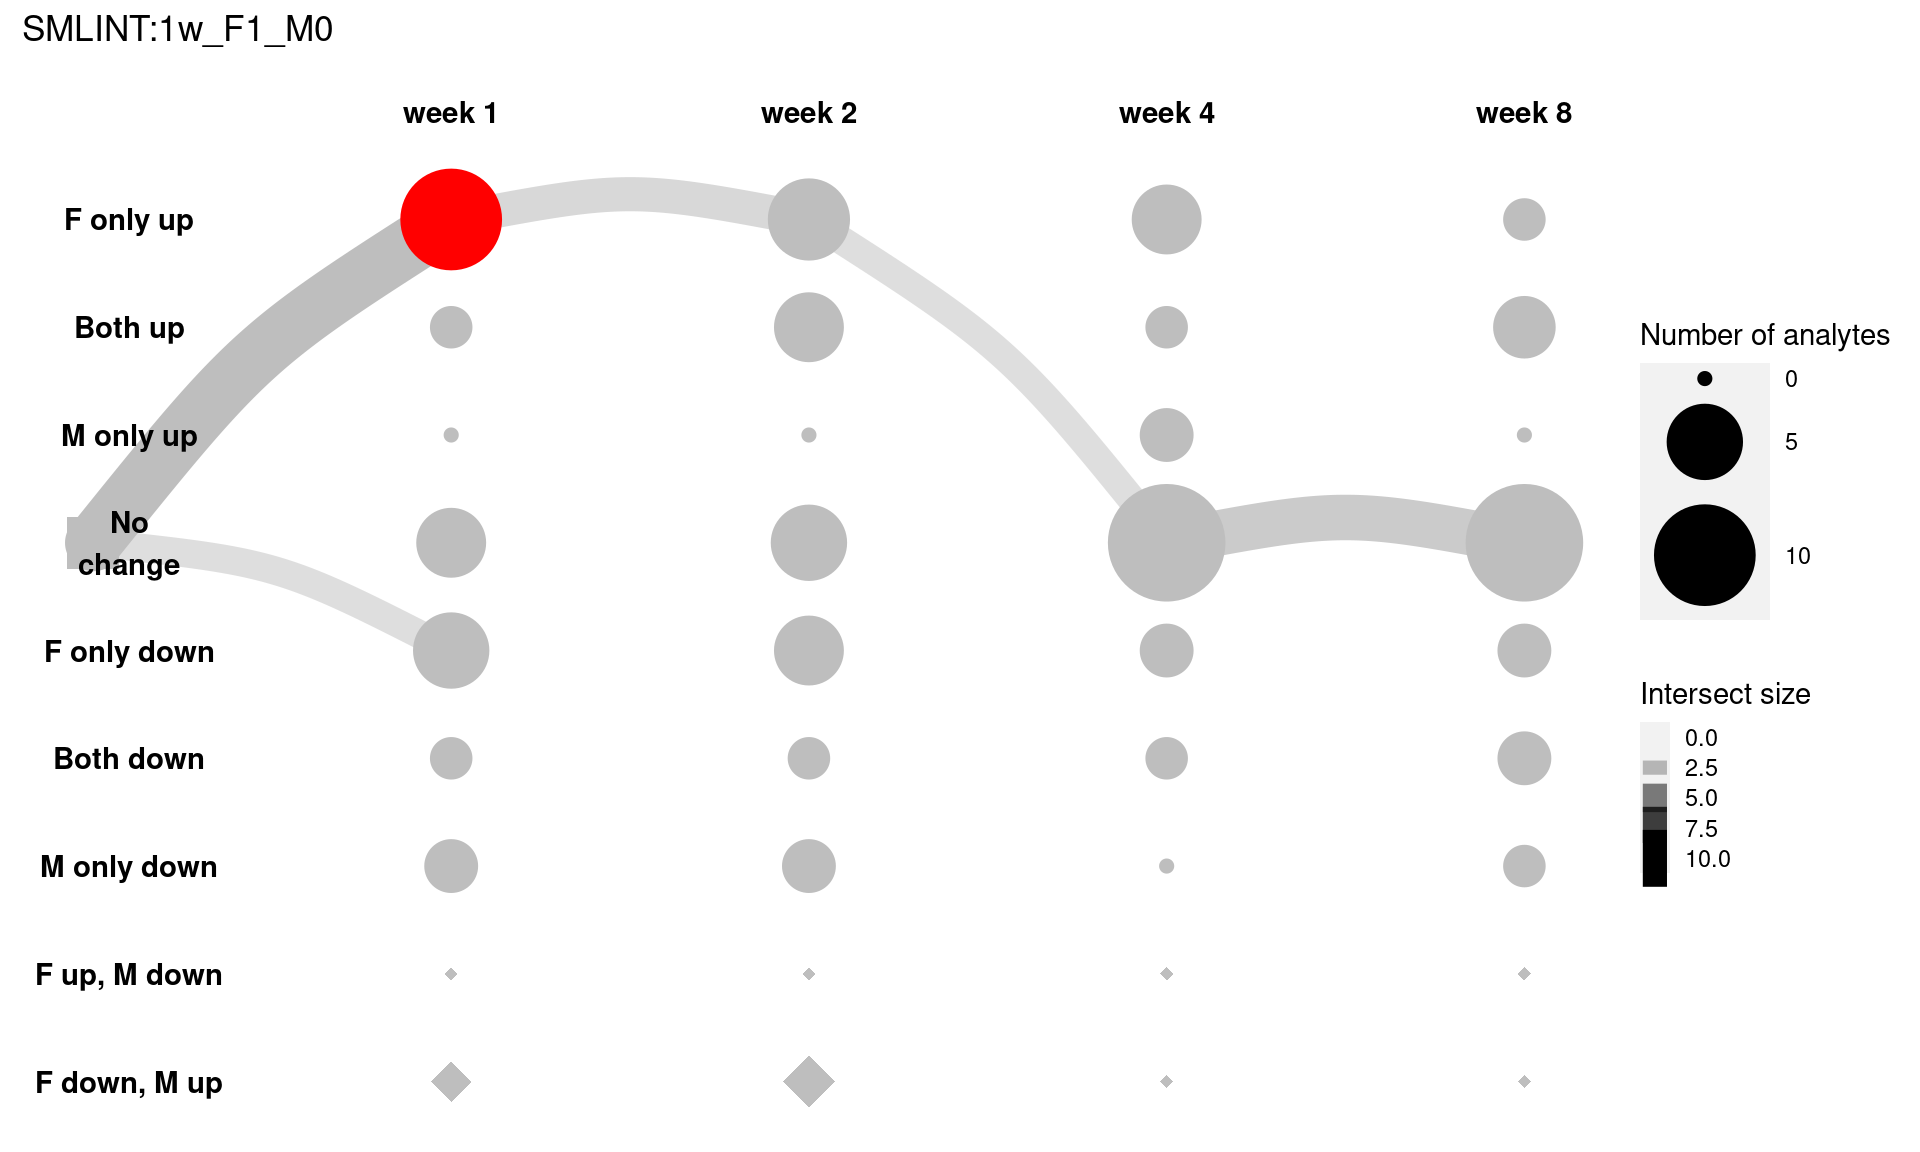 SMLINT:1w_F1_M0
week 1 week 2 week 4 week 8
F only up
Both up
M only up
No
change
F only down
Both down
M only down
F up, M down
F down, M up
Number of analytes
0
5
10
Intersect size
0.0
2.5
5.0
7.5
10.0